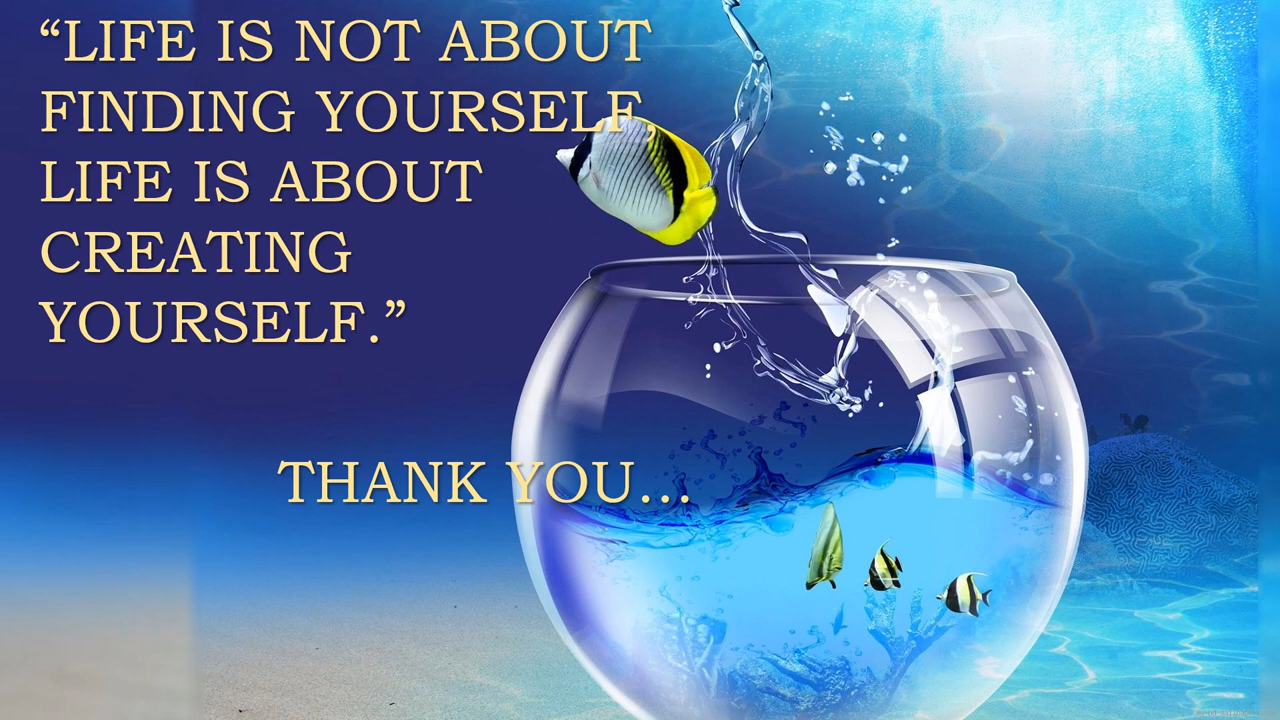 “LIFE IS NOT ABOUT
FINDING YOURSELF,
LIFE IS ABOUT
CREATING
YOURSELF.”
THANK YOU...